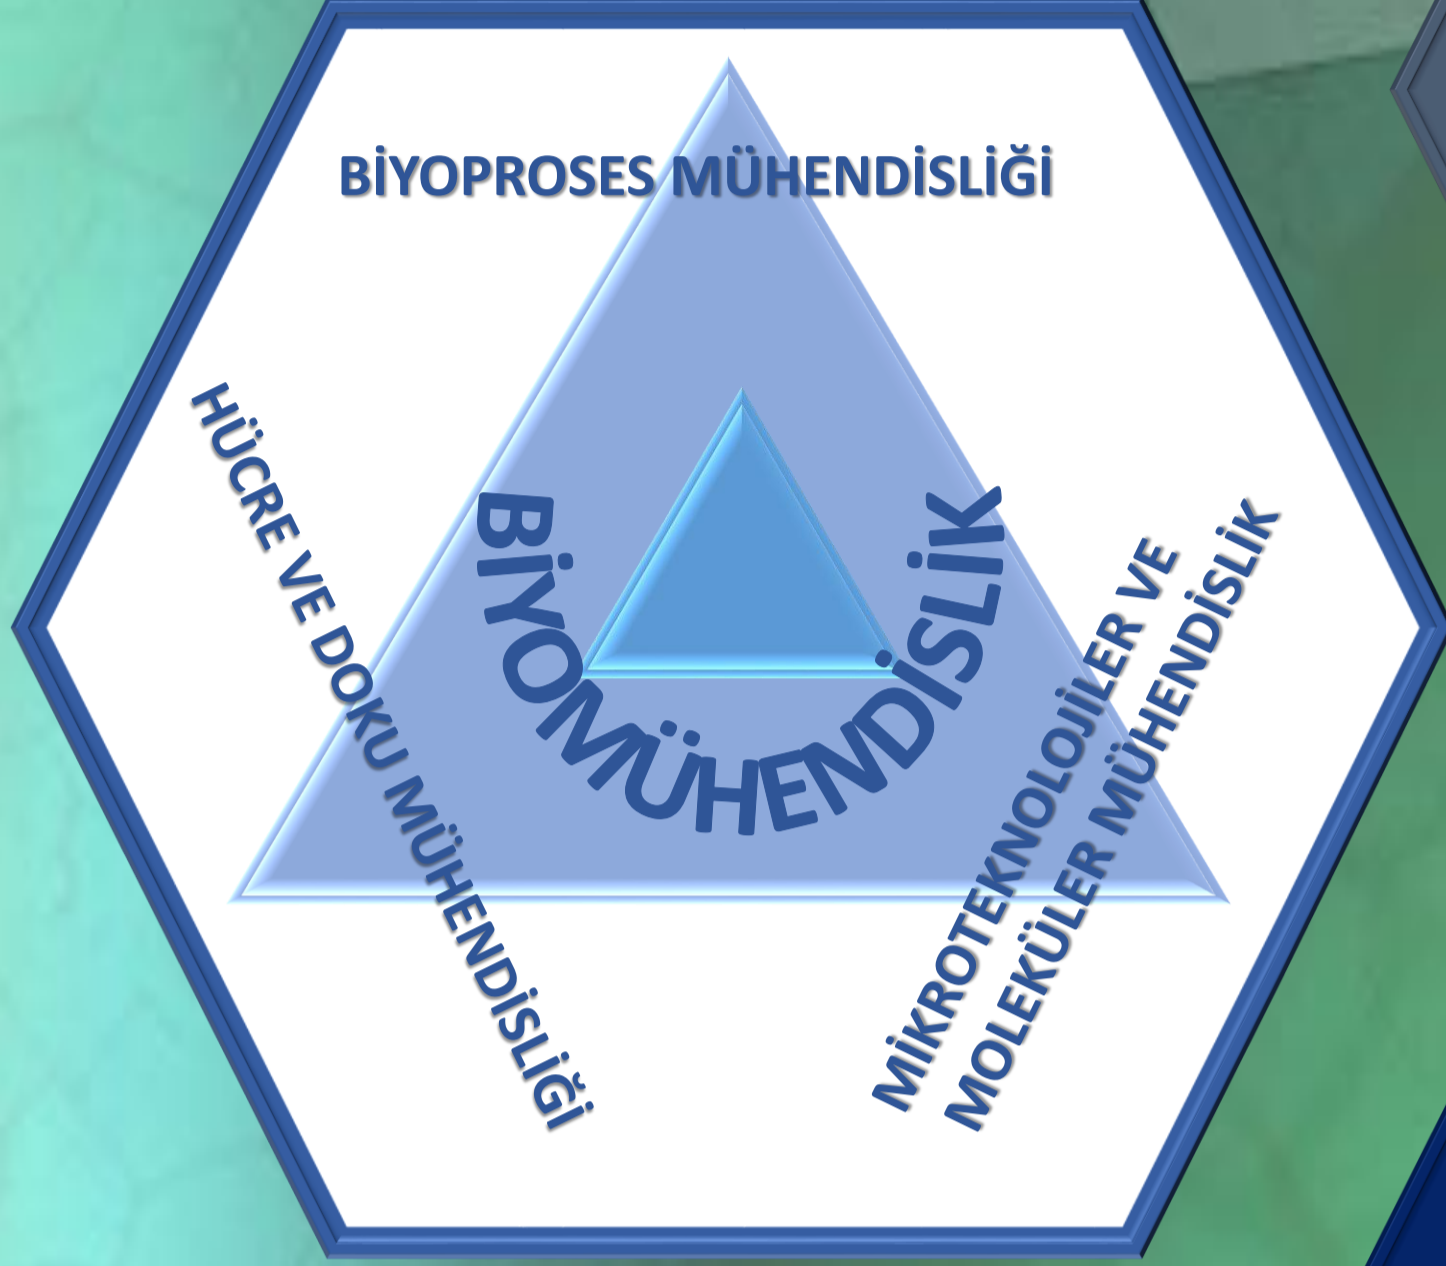 BİYOPROSES MÜHENDİSLİĞİ
HÜCRE VE DOKU MÜHENDİSLİĞİ
BİYOMÜHENDİSLİK
MİKROTEKNOLOJİLER VE
MOLEKÜLER MÜHENDİSLİK